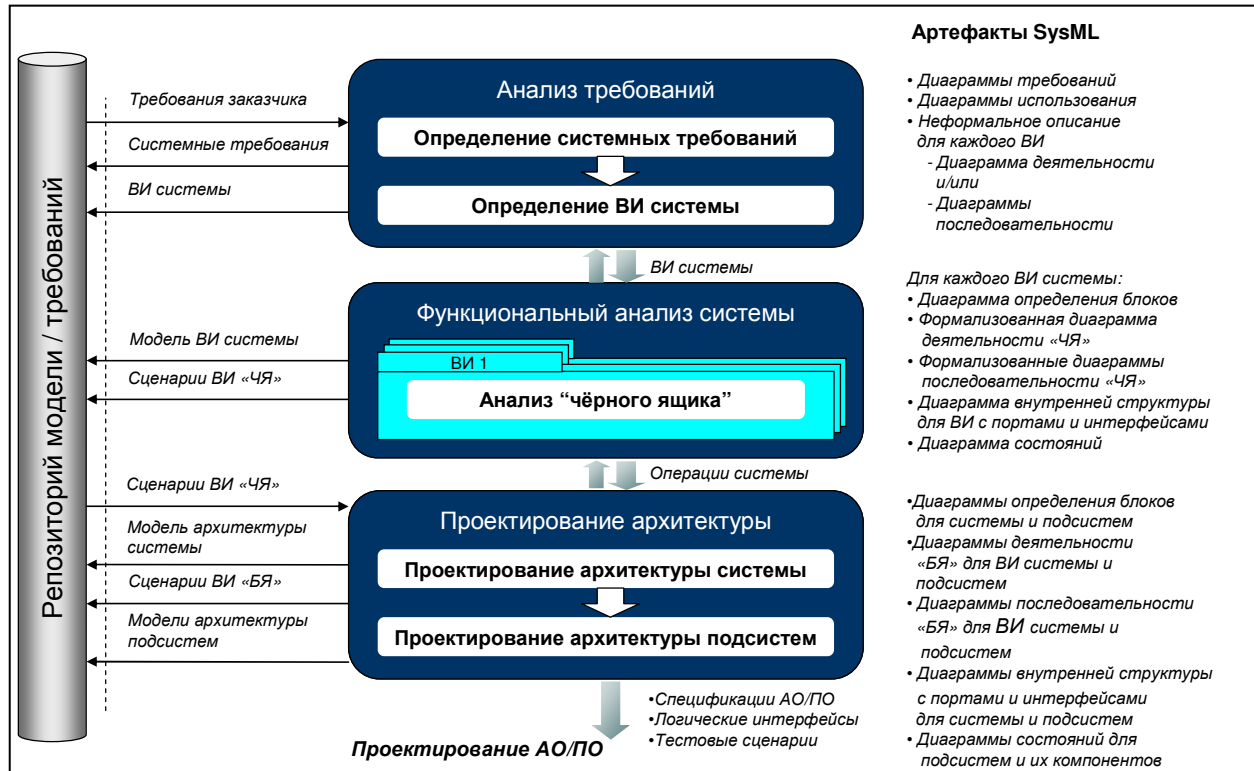 Артефакты SysML
Репозиторий модели / требований
Требования заказчика
Системные требования
ВИ системы
Анализ требований
Определение системных требований
Определение ВИ системы
• Диаграммы требований
• Диаграммы использования
• Неформальное описание
для каждого ВИ
- Диаграмма деятельности
и/или
- Диаграммы
последовательности
ВИ системы
Модель ВИ системы
Сценарии ВИ «ЧЯ»
Функциональный анализ системы
ВИ 1
Анализ “чёрного ящика”
Для каждого ВИ системы:
• Диаграмма определения блоков
• Формализованная диаграмма
деятельности «ЧЯ»
• Формализованные диаграммы
последовательности «ЧЯ»
• Диаграмма внутренней структуры
для ВИ с портами и интерфейсами
• Диаграмма состояний
Операции системы
Сценарии ВИ «ЧЯ»
Модель архитектуры
системы
Сценарии ВИ «БЯ»
Модели архитектуры
подсистем
Проектирование архитектуры
Проектирование архитектуры системы
Проектирование архитектуры подсистем
•Диаграммы определения блоков
для системы и подсистем
•Диаграммы деятельности
«БЯ» для ВИ системы и
подсистем
• Диаграммы последовательности
«БЯ» для ВИ системы и
подсистем
• Диаграммы внутренней структуры
с портами и интерфейсами
для системы и подсистем
• Диаграммы состояний для
подсистем и их компонентов
•Спецификации АО/ПО
•Логические интерфейсы
•Тестовые сценарии
Проектирование АО/ПО